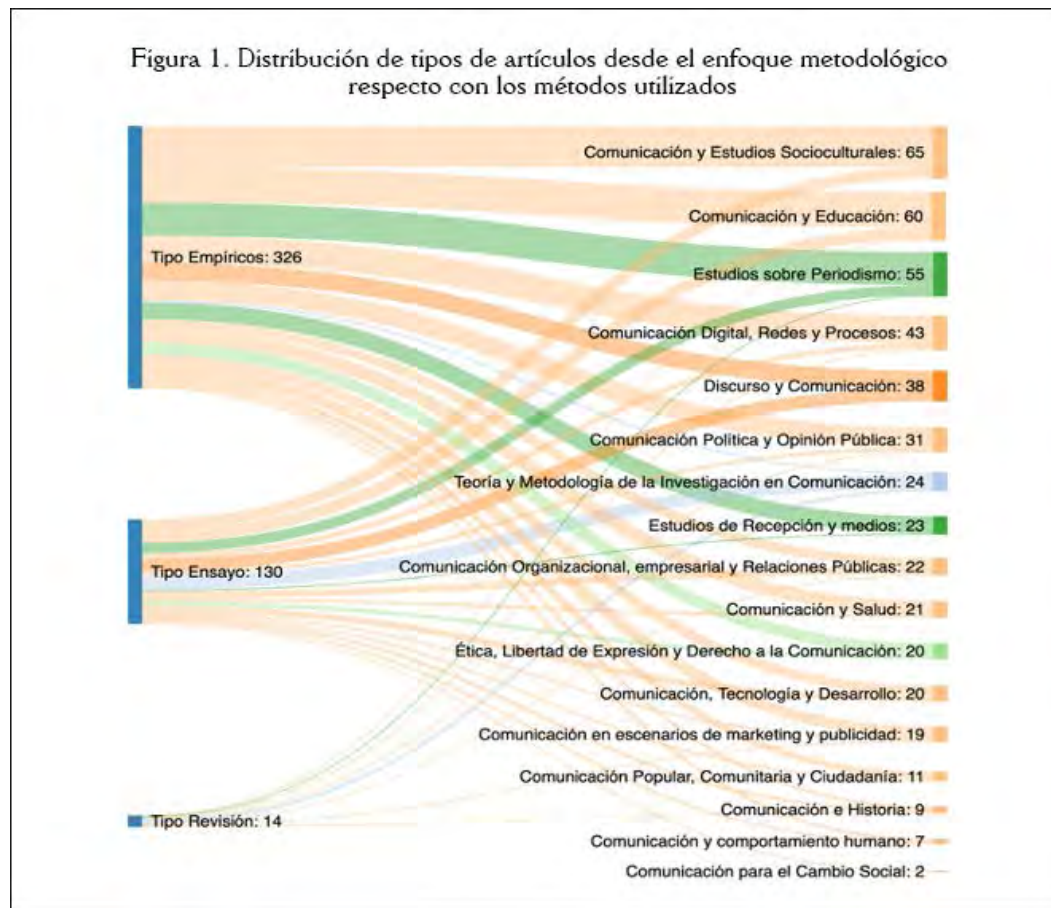 Figura 1. Distribución de tipos de artículos desde el enfoque metodológico
respecto con los métodos utilizados
Comunicación y Estudios Socioculturales: 65
Comunicación y Educación: 60
Tipo Empíricos: 326
Estudios sobre Periodismo: 55
Comunicación Digital, Redes y Procesos: 43
Discurso y Comunicación: 38
Comunicación Política y Opinión Pública: 31
Teoría y Metodología de la Investigación en Comunicación: 24
Estudios de Recepción y medios: 23
Tipo Ensayo: 130
Comunicación Organizacional, empresarial y Relaciones Públicas: 22
Comunicación y Salud: 21
Ética, Libertad de Expresión y Derecho a la Comunicación: 20
Comunicación, Tecnología y Desarrollo: 20
Comunicación en escenarios de marketing y publicidad: 19
Comunicación Popular, Comunitaria y Ciudadanía: 11
Comunicación e Historia: 9
Tipo Revisión: 14
Comunicación y comportamiento humano: 7
Comunicación para el Cambio Social: 2